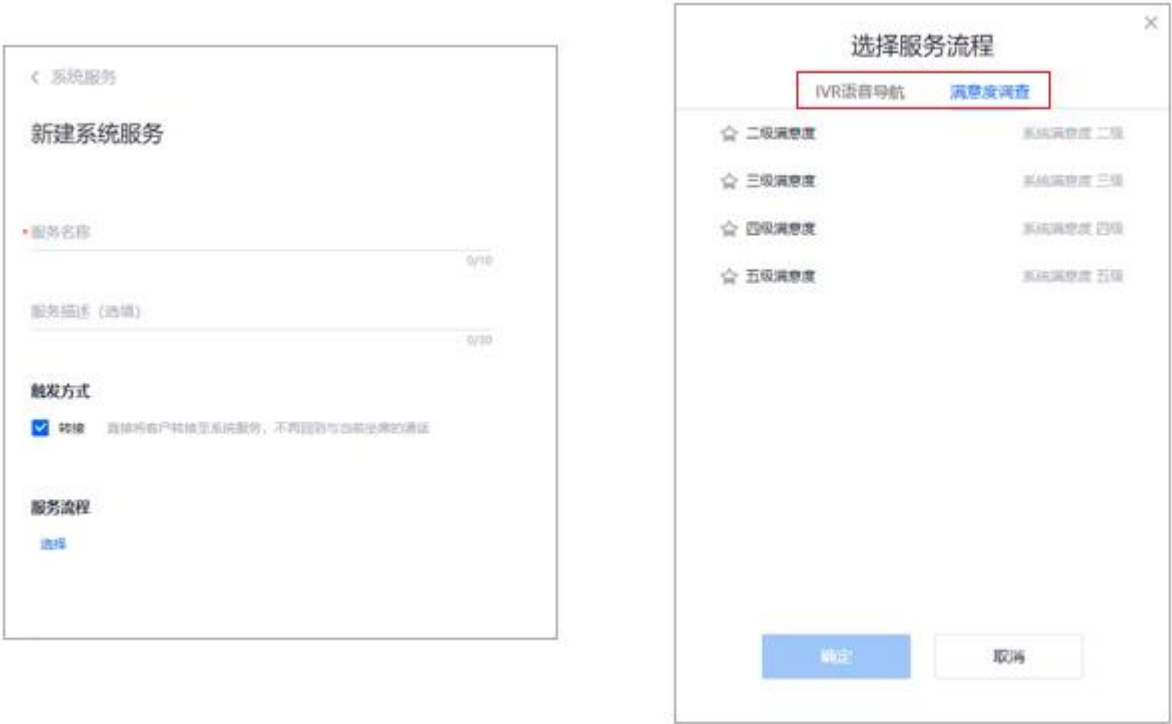 系统服务
新建系统服务
*服务名称
0/10
服务描述（选填）
0/30
触发方式
转接 直接将客户转接至系统服务，不再回到与当前坐席的通话
服务流程
选择
选择服务流程
IVR语音导航 满意度调查
二级满意度 系统满意度 二级
三级满意度 系统满意度 三级
四级满意度 系统满意度 四级
五级满意度 系统满意度 五级
确定 取消